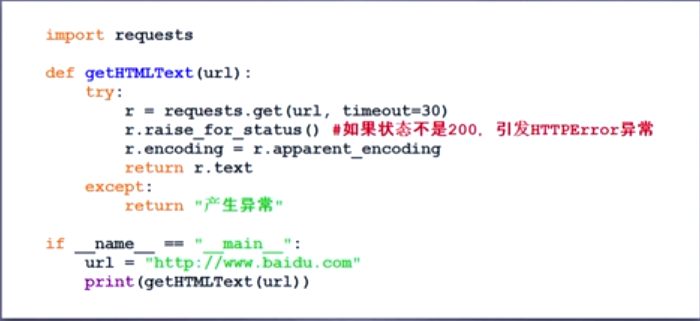 import requests
def getHTMLText(url):
try:
r = requests.get(url, timeout=30)
r.raise_for_status() #如果状态不是200，引发HTTPError异常
r.encoding = r.apparent_encoding
return r.text
except:
return "产生异常"
if __name__ == "__main__":
url = "http://www.baidu.com"
print(getHTMLText(url))